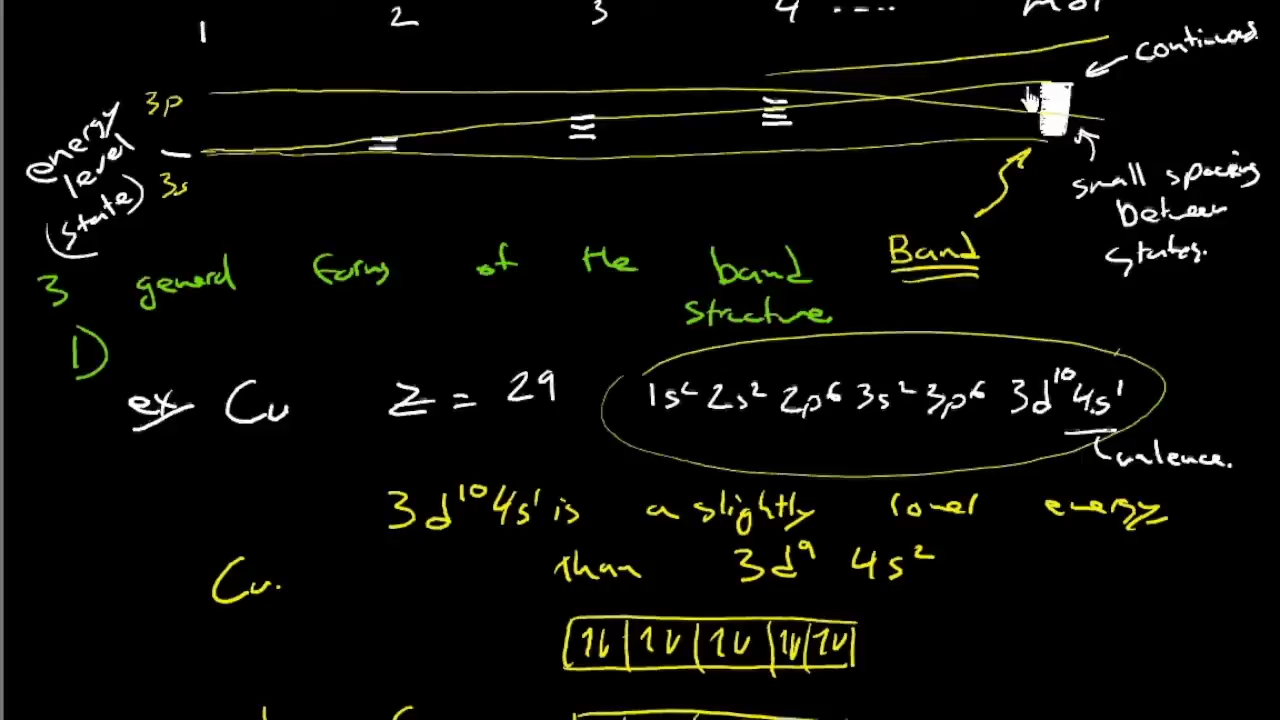 1 2 3 4 .... mol
continuous
3p
energy level (state)
3s
small spacing between states.
Band
3 general forms of the band structure
1)
ex Cu Z = 29 1s² 2s² 2p⁶ 3s² 3p⁶ 3d¹⁰ 4s¹
valence.
3d¹⁰4s¹ is a slightly lower energy
than 3d⁹ 4s²
Cu.